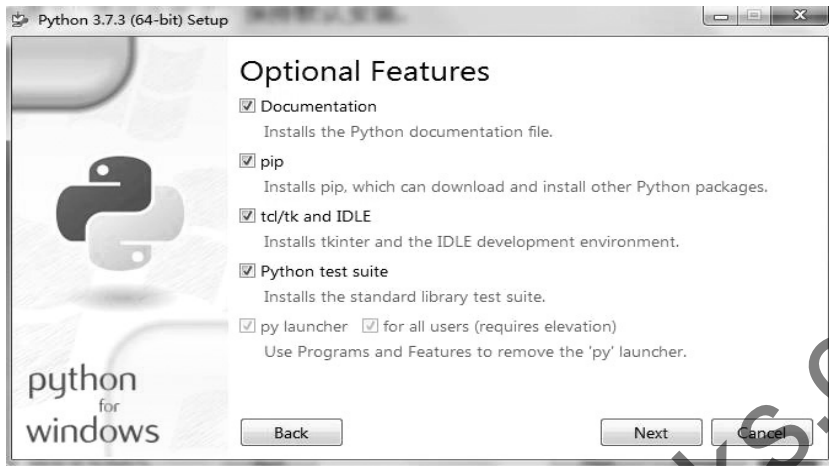 Python 3.7.3 (64-bit) Setup
Optional Features
Documentation
Installs the Python documentation file.
pip
Installs pip, which can download and install other Python packages.
tcl/tk and IDLE
Installs tkinter and the IDLE development environment.
Python test suite
Installs the standard library test suite.
py launcher for all users (requires elevation)
Use Programs and Features to remove the 'py' launcher.
python
for
windows
Back Next Cancel